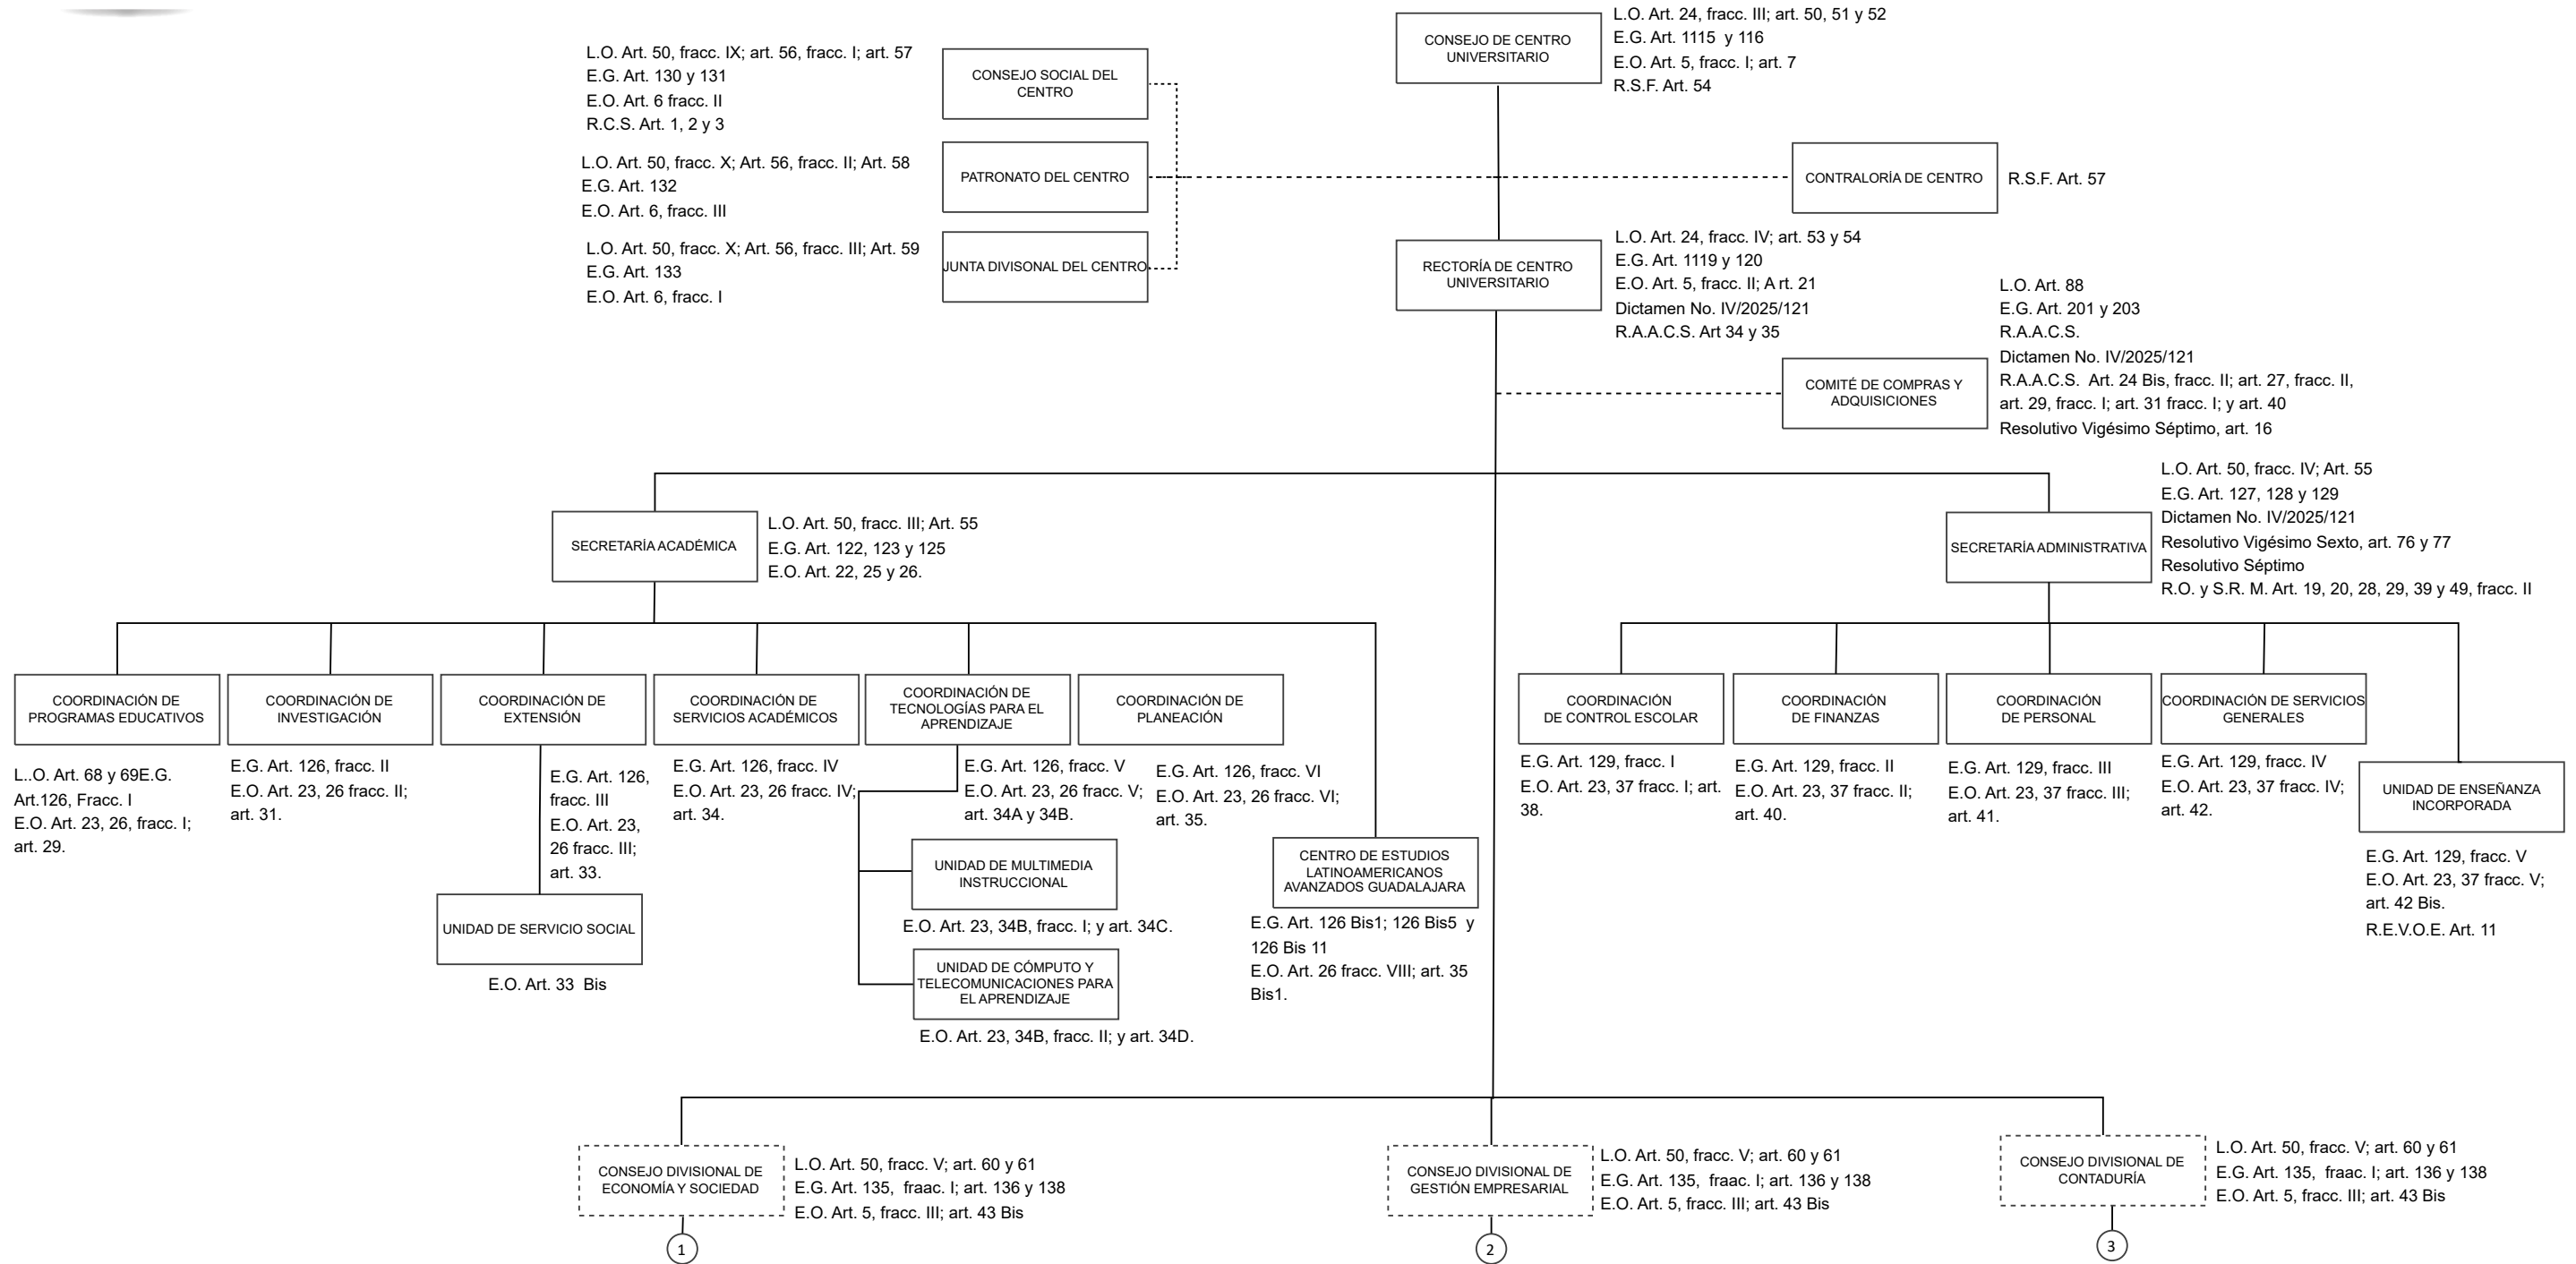 L.O. Art. 24, fracc. III; art. 50, 51 y 52
E.G. Art. 1115  y 116
E.O. Art. 5, fracc. I; art. 7
R.S.F. Art. 54
CONSEJO DE CENTRO
UNIVERSITARIO
L.O. Art. 50, fracc. IX; art. 56, fracc. I; art. 57
E.G. Art. 130 y 131
E.O. Art. 6 fracc. II
R.C.S. Art. 1, 2 y 3
CONSEJO SOCIAL DEL
CENTRO
L.O. Art. 50, fracc. X; Art. 56, fracc. II; Art. 58
E.G. Art. 132
E.O. Art. 6, fracc. III
PATRONATO DEL CENTRO
CONTRALORÍA DE CENTRO
R.S.F. Art. 57
L.O. Art. 50, fracc. X; Art. 56, fracc. III; Art. 59
E.G. Art. 133
E.O. Art. 6, fracc. I
JUNTA DIVISONAL DEL CENTRO
RECTORÍA DE CENTRO
UNIVERSITARIO
L.O. Art. 24, fracc. IV; art. 53 y 54
E.G. Art. 1119 y 120
E.O. Art. 5, fracc. II; A rt. 21
Dictamen No. IV/2025/121
R.A.A.C.S. Art 34 y 35
COMITÉ DE COMPRAS Y
ADQUISICIONES
L.O. Art. 88
E.G. Art. 201 y 203
R.A.A.C.S.
Dictamen No. IV/2025/121
R.A.A.C.S.  Art. 24 Bis, fracc. II; art. 27, fracc. II,
art. 29, fracc. I; art. 31 fracc. I; y art. 40
Resolutivo Vigésimo Séptimo, art. 16
SECRETARÍA ACADÉMICA
L.O. Art. 50, fracc. III; Art. 55
E.G. Art. 122, 123 y 125
E.O. Art. 22, 25 y 26.
SECRETARÍA ADMINISTRATIVA
L.O. Art. 50, fracc. IV; Art. 55
E.G. Art. 127, 128 y 129
Dictamen No. IV/2025/121
Resolutivo Vigésimo Sexto, art. 76 y 77
Resolutivo Séptimo
R.O. y S.R. M. Art. 19, 20, 28, 29, 39 y 49, fracc. II
COORDINACIÓN DE
PROGRAMAS EDUCATIVOS
L..O. Art. 68 y 69E.G.
Art.126, Fracc. I
E.O. Art. 23, 26, fracc. I;
art. 29.
COORDINACIÓN DE
INVESTIGACIÓN
E.G. Art. 126, fracc. II
E.O. Art. 23, 26 fracc. II;
art. 31.
COORDINACIÓN DE
EXTENSIÓN
E.G. Art. 126,
fracc. III
E.O. Art. 23,
26 fracc. III;
art. 33.
UNIDAD DE SERVICIO SOCIAL
E.O. Art. 33  Bis
COORDINACIÓN DE
SERVICIOS ACADÉMICOS
E.G. Art. 126, fracc. IV
E.O. Art. 23, 26 fracc. IV;
art. 34.
COORDINACIÓN DE
TECNOLOGÍAS PARA EL
APRENDIZAJE
E.G. Art. 126, fracc. V
E.O. Art. 23, 26 fracc. V;
art. 34A y 34B.
UNIDAD DE MULTIMEDIA
INSTRUCCIONAL
E.O. Art. 23, 34B, fracc. I; y art. 34C.
UNIDAD DE CÓMPUTO Y
TELECOMUNICACIONES PARA
EL APRENDIZAJE
E.O. Art. 23, 34B, fracc. II; y art. 34D.
COORDINACIÓN DE
PLANEACIÓN
E.G. Art. 126, fracc. VI
E.O. Art. 23, 26 fracc. VI;
art. 35.
CENTRO DE ESTUDIOS
LATINOAMERICANOS
AVANZADOS GUADALAJARA
E.G. Art. 126 Bis1; 126 Bis5  y
126 Bis 11
E.O. Art. 26 fracc. VIII; art. 35
Bis1.
COORDINACIÓN
DE CONTROL ESCOLAR
E.G. Art. 129, fracc. I
E.O. Art. 23, 37 fracc. I; art.
38.
COORDINACIÓN
DE FINANZAS
E.G. Art. 129, fracc. II
E.O. Art. 23, 37 fracc. II;
art. 40.
COORDINACIÓN
DE PERSONAL
E.G. Art. 129, fracc. III
E.O. Art. 23, 37 fracc. III;
art. 41.
COORDINACIÓN DE SERVICIOS
GENERALES
E.G. Art. 129, fracc. IV
E.O. Art. 23, 37 fracc. IV;
art. 42.
UNIDAD DE ENSEÑANZA
INCORPORADA
E.G. Art. 129, fracc. V
E.O. Art. 23, 37 fracc. V;
art. 42 Bis.
R.E.V.O.E. Art. 11
CONSEJO DIVISIONAL DE
ECONOMÍA Y SOCIEDAD
L.O. Art. 50, fracc. V; art. 60 y 61
E.G. Art. 135,  fraac. I; art. 136 y 138
E.O. Art. 5, fracc. III; art. 43 Bis
1
CONSEJO DIVISIONAL DE
GESTIÓN EMPRESARIAL
L.O. Art. 50, fracc. V; art. 60 y 61
E.G. Art. 135,  fraac. I; art. 136 y 138
E.O. Art. 5, fracc. III; art. 43 Bis
2
CONSEJO DIVISIONAL DE
CONTADURÍA
L.O. Art. 50, fracc. V; art. 60 y 61
E.G. Art. 135,  fraac. I; art. 136 y 138
E.O. Art. 5, fracc. III; art. 43 Bis
3